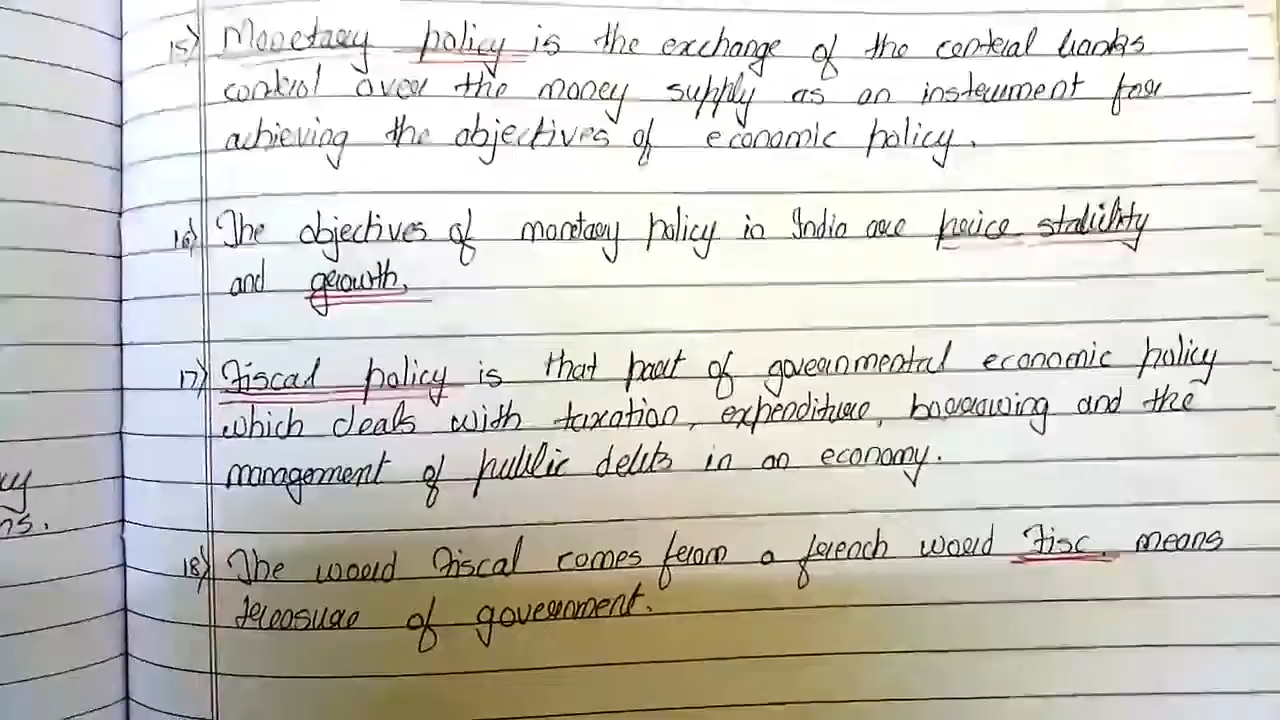 15) Monetary policy is the exchange of the central banks
control over the money supply as an instrument for
achieving the objectives of economic policy.
16) The objectives of monetary policy in India are price stability
and growth.
17) Fiscal policy is that part of governmental economic policy
which deals with taxation, expenditure, borrowing and the
management of public debts in an economy.
18) The word Fiscal comes from a french word Fisc, means
treasure of government.
ns.